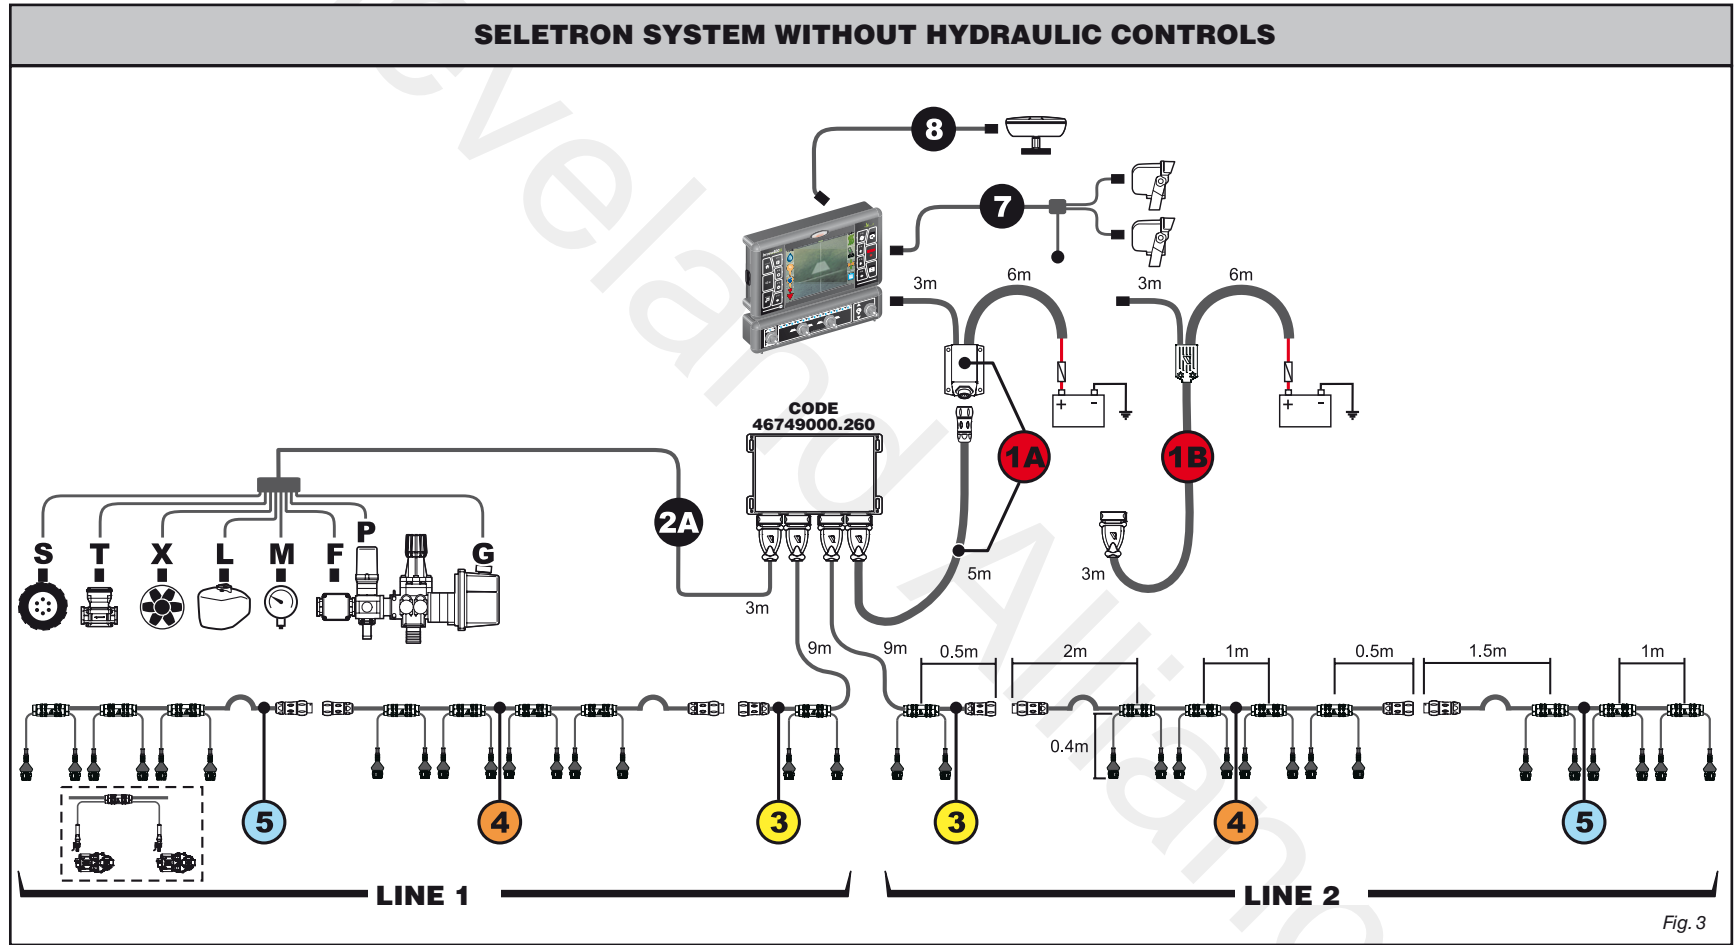 SELETRON SYSTEM WITHOUT HYDRAULIC CONTROLS
8
7
3m
6m
3m
6m
+ -
+ -
CODE
46749000.260
1A
1B
2A
P
S T X L M F G
3m
5m
3m
9m
9m
0.5m
2m
1m
0.5m
1.5m
1m
0.4m
5
4
3
3
4
5
LINE 1
LINE 2
Fig. 3
eveland Allian